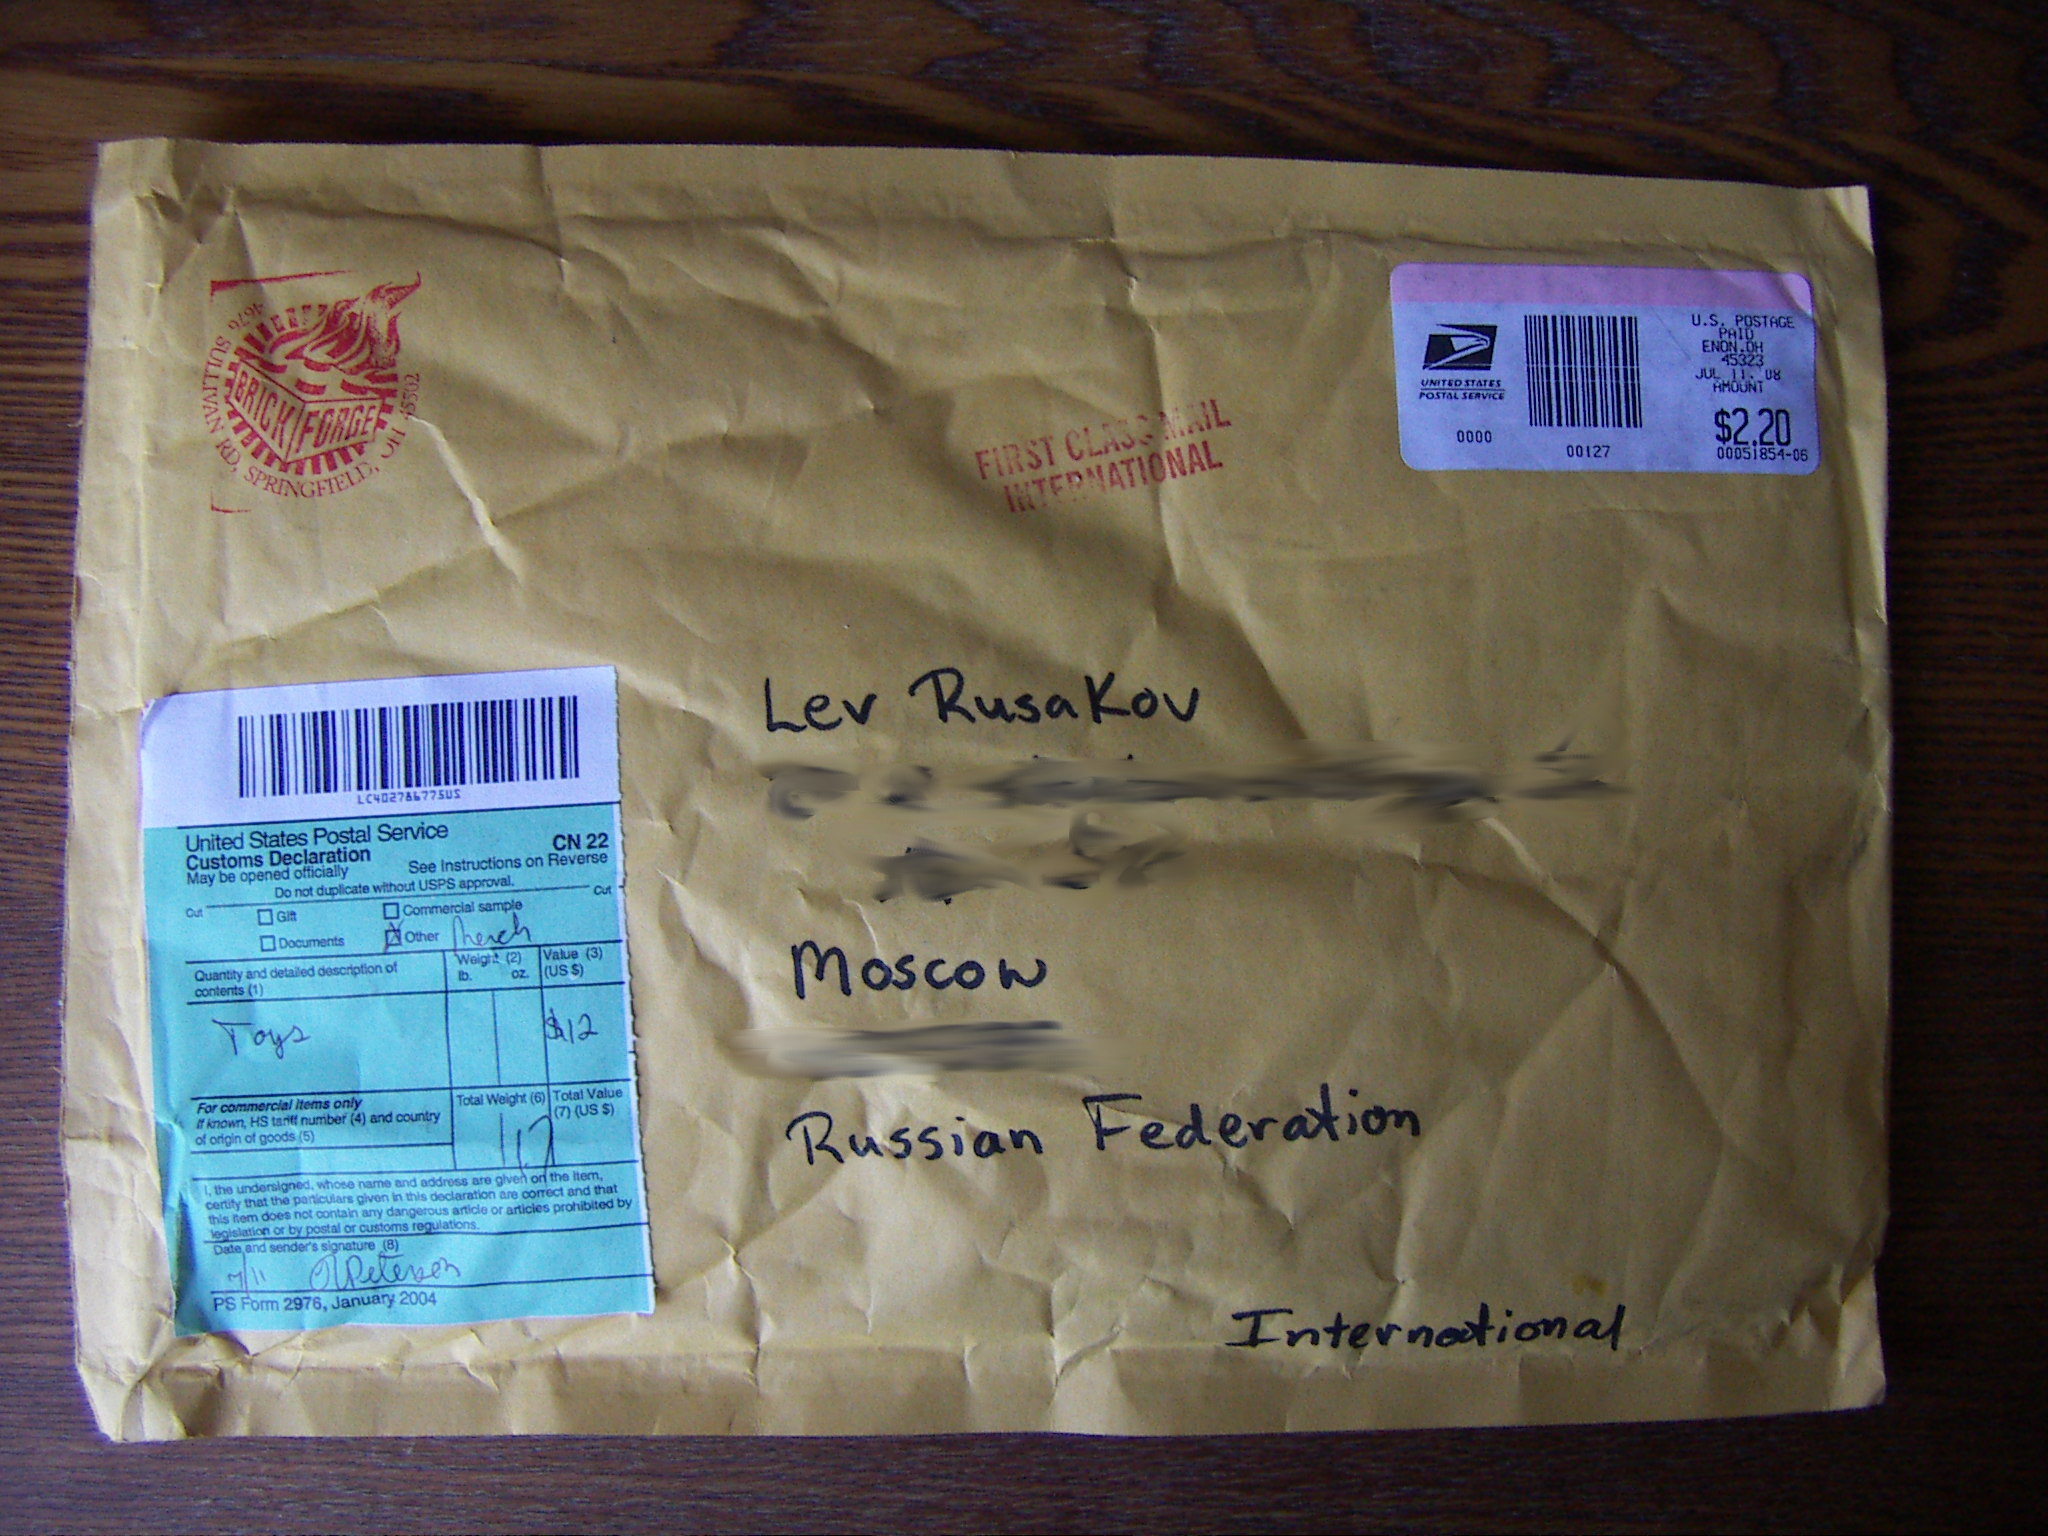 4676 SULLIVAN RD, SPRINGFIELD, OH 45502
BRICK FORGE
FIRST CLASS MAIL
INTERNATIONAL
UNITED STATES
POSTAL SERVICE
0000
00127
U.S. POSTAGE
PAID
ENON.OH
45323
JUL 11. 08
AMOUNT
$2.20
00051854-06
Lev Rusakov
Moscow
Russian Federation
International
LC402786775US
United States Postal Service
Customs Declaration CN 22
May be opened officially See Instructions on Reverse
Do not duplicate without USPS approval.
Cut Cut
Gift Commercial sample
Documents Other Merch
Quantity and detailed description of contents (1) Weight (2) lb. oz. Value (3) (US $)
Toys $12
For commercial items only
If known, HS tariff number (4) and country
of origin of goods (5)
Total Weight (6) Total Value (7) (US $)
I, the undersigned, whose name and address are given on the item,
certify that the particulars given in this declaration are correct and that
this item does not contain any dangerous article or articles prohibited by
legislation or by postal or customs regulations.
Date and sender's signature (8)
7/11 Peterson
PS Form 2976, January 2004